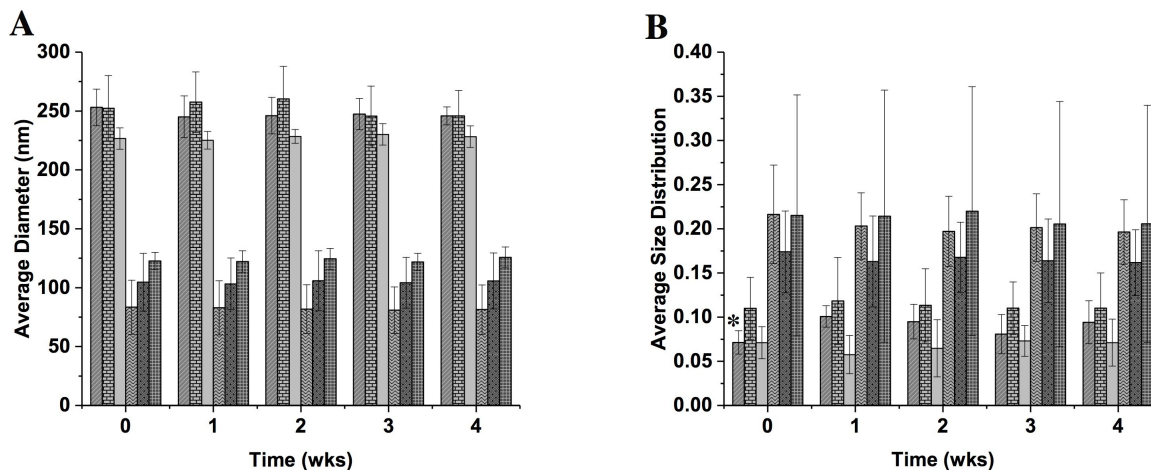 A
B
Average Diameter (nm)
300
250
200
150
100
75
50
25
0
0 1 2 3 4
Time (wks)
Average Size Distribution
0.40
0.35
0.30
0.25
0.20
0.15
0.10
0.05
0.00
*
0 1 2 3 4
Time (wks)